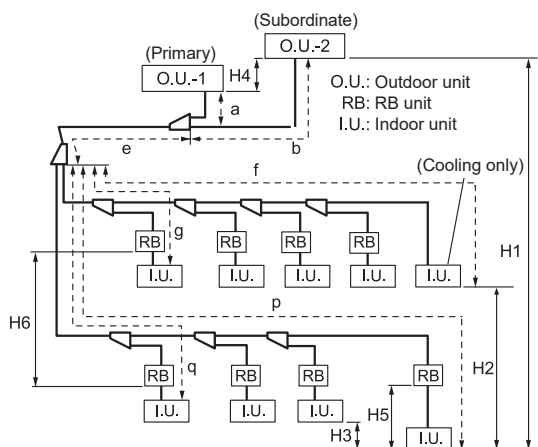 (Subordinate)
(Primary)
O.U.-2
O.U.-1
H4
O.U.: Outdoor unit
RB: RB unit
I.U.: Indoor unit
a
e
b
(Cooling only)
f
H1
g
RB
RB
RB
RB
I.U.
I.U.
I.U.
I.U.
I.U.
p
H6
H2
q
RB
RB
RB
RB
H5
I.U.
I.U.
I.U.
H3
I.U.